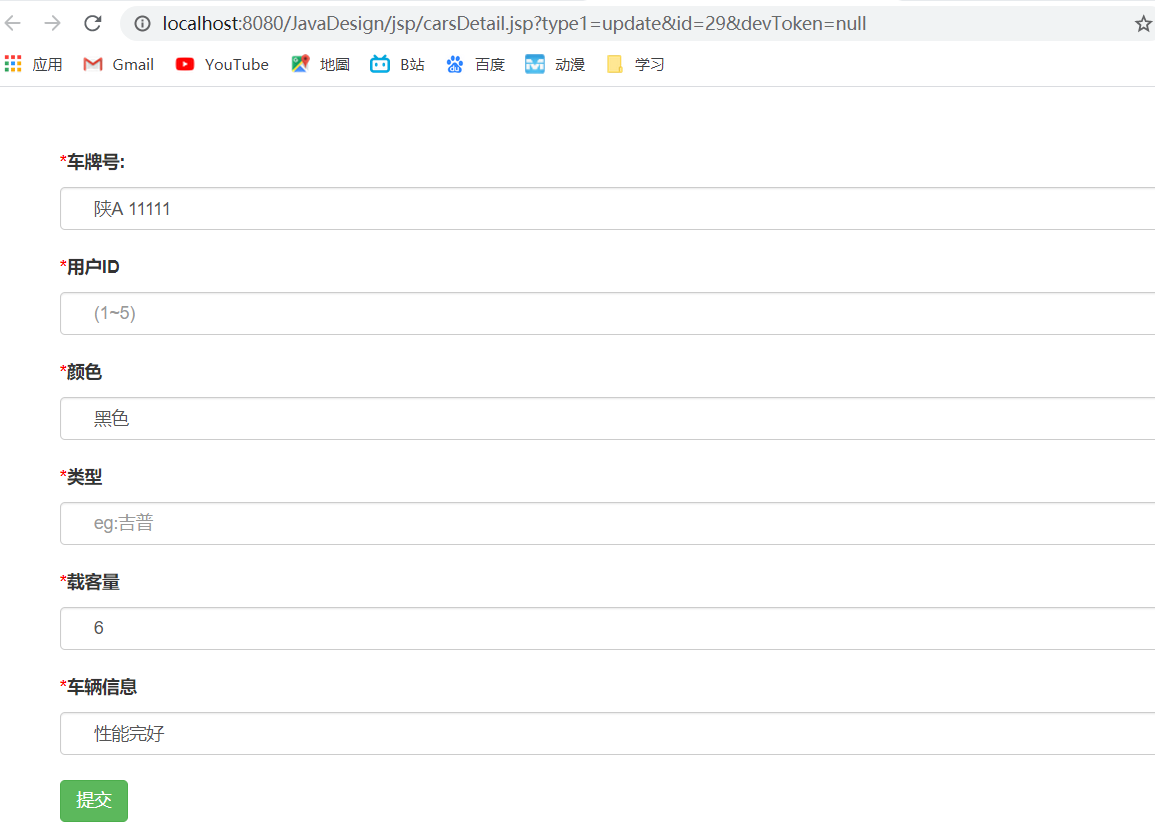 localhost:8080/JavaDesign/jsp/carsDetail.jsp?type1=update&id=29&devToken=null
应用 Gmail YouTube 地圖 B站 百度 动漫 学习
*车牌号:
陕A 11111
*用户ID
(1~5)
*颜色
黑色
*类型
eg:吉普
*载客量
6
*车辆信息
性能完好
提交